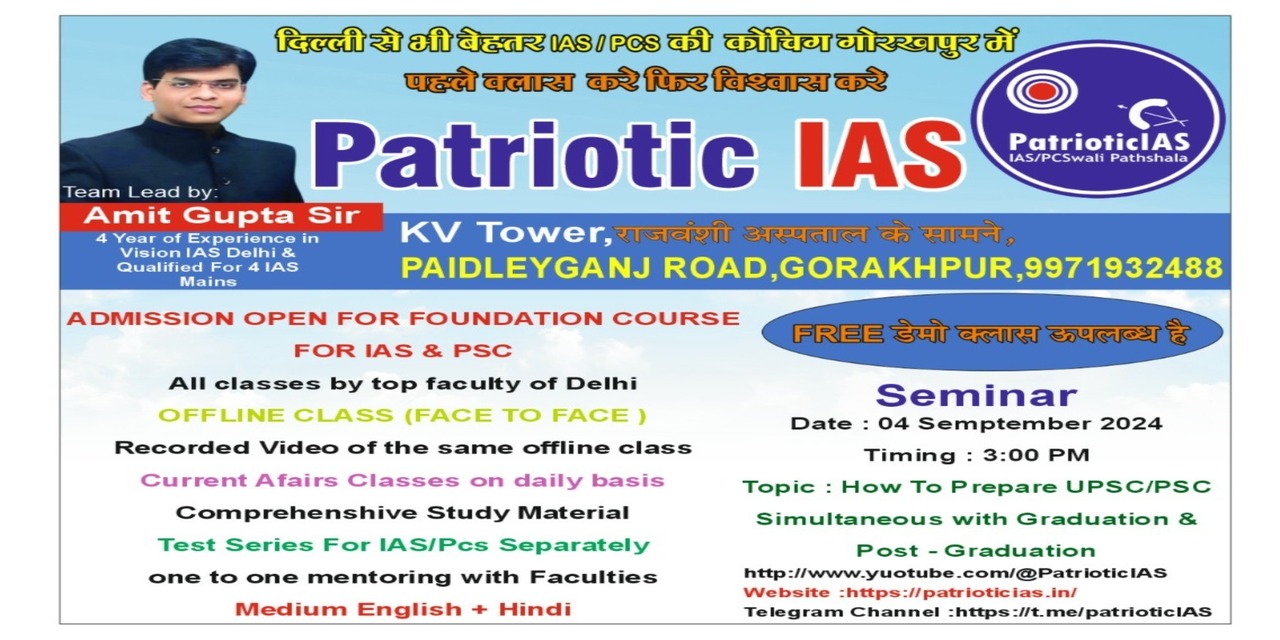 दिल्ली से भी बेहतर IAS / PCS की कोंचिग गोरखपुर में
पहले क्लास करे फिर विश्वास करे
Patriotic IAS
PatrioticIAS
IAS/PCSwali Pathshala
Team Lead by:
Amit Gupta Sir
4 Year of Experience in
Vision IAS Delhi &
Qualified For 4 IAS
Mains
KV Tower,राजवंशी अस्पताल के सामने,
PAIDLEYGANJ ROAD,GORAKHPUR,9971932488
ADMISSION OPEN FOR FOUNDATION COURSE
FOR IAS & PSC
All classes by top faculty of Delhi
OFFLINE CLASS (FACE TO FACE )
Recorded Video of the same offline class
Current Afairs Classes on daily basis
Comprehenshive Study Material
Test Series For IAS/Pcs Separately
one to one mentoring with Faculties
Medium English + Hindi
FREE डेमो क्लास ऊपलब्ध है
Seminar
Date : 04 Semptember 2024
Timing : 3:00 PM
Topic : How To Prepare UPSC/PSC
Simultaneous with Graduation &
Post - Graduation
http://www.yuotube.com/@PatrioticIAS
Website :https://patrioticias.in/
Telegram Channel :https://t.me/patrioticIAS